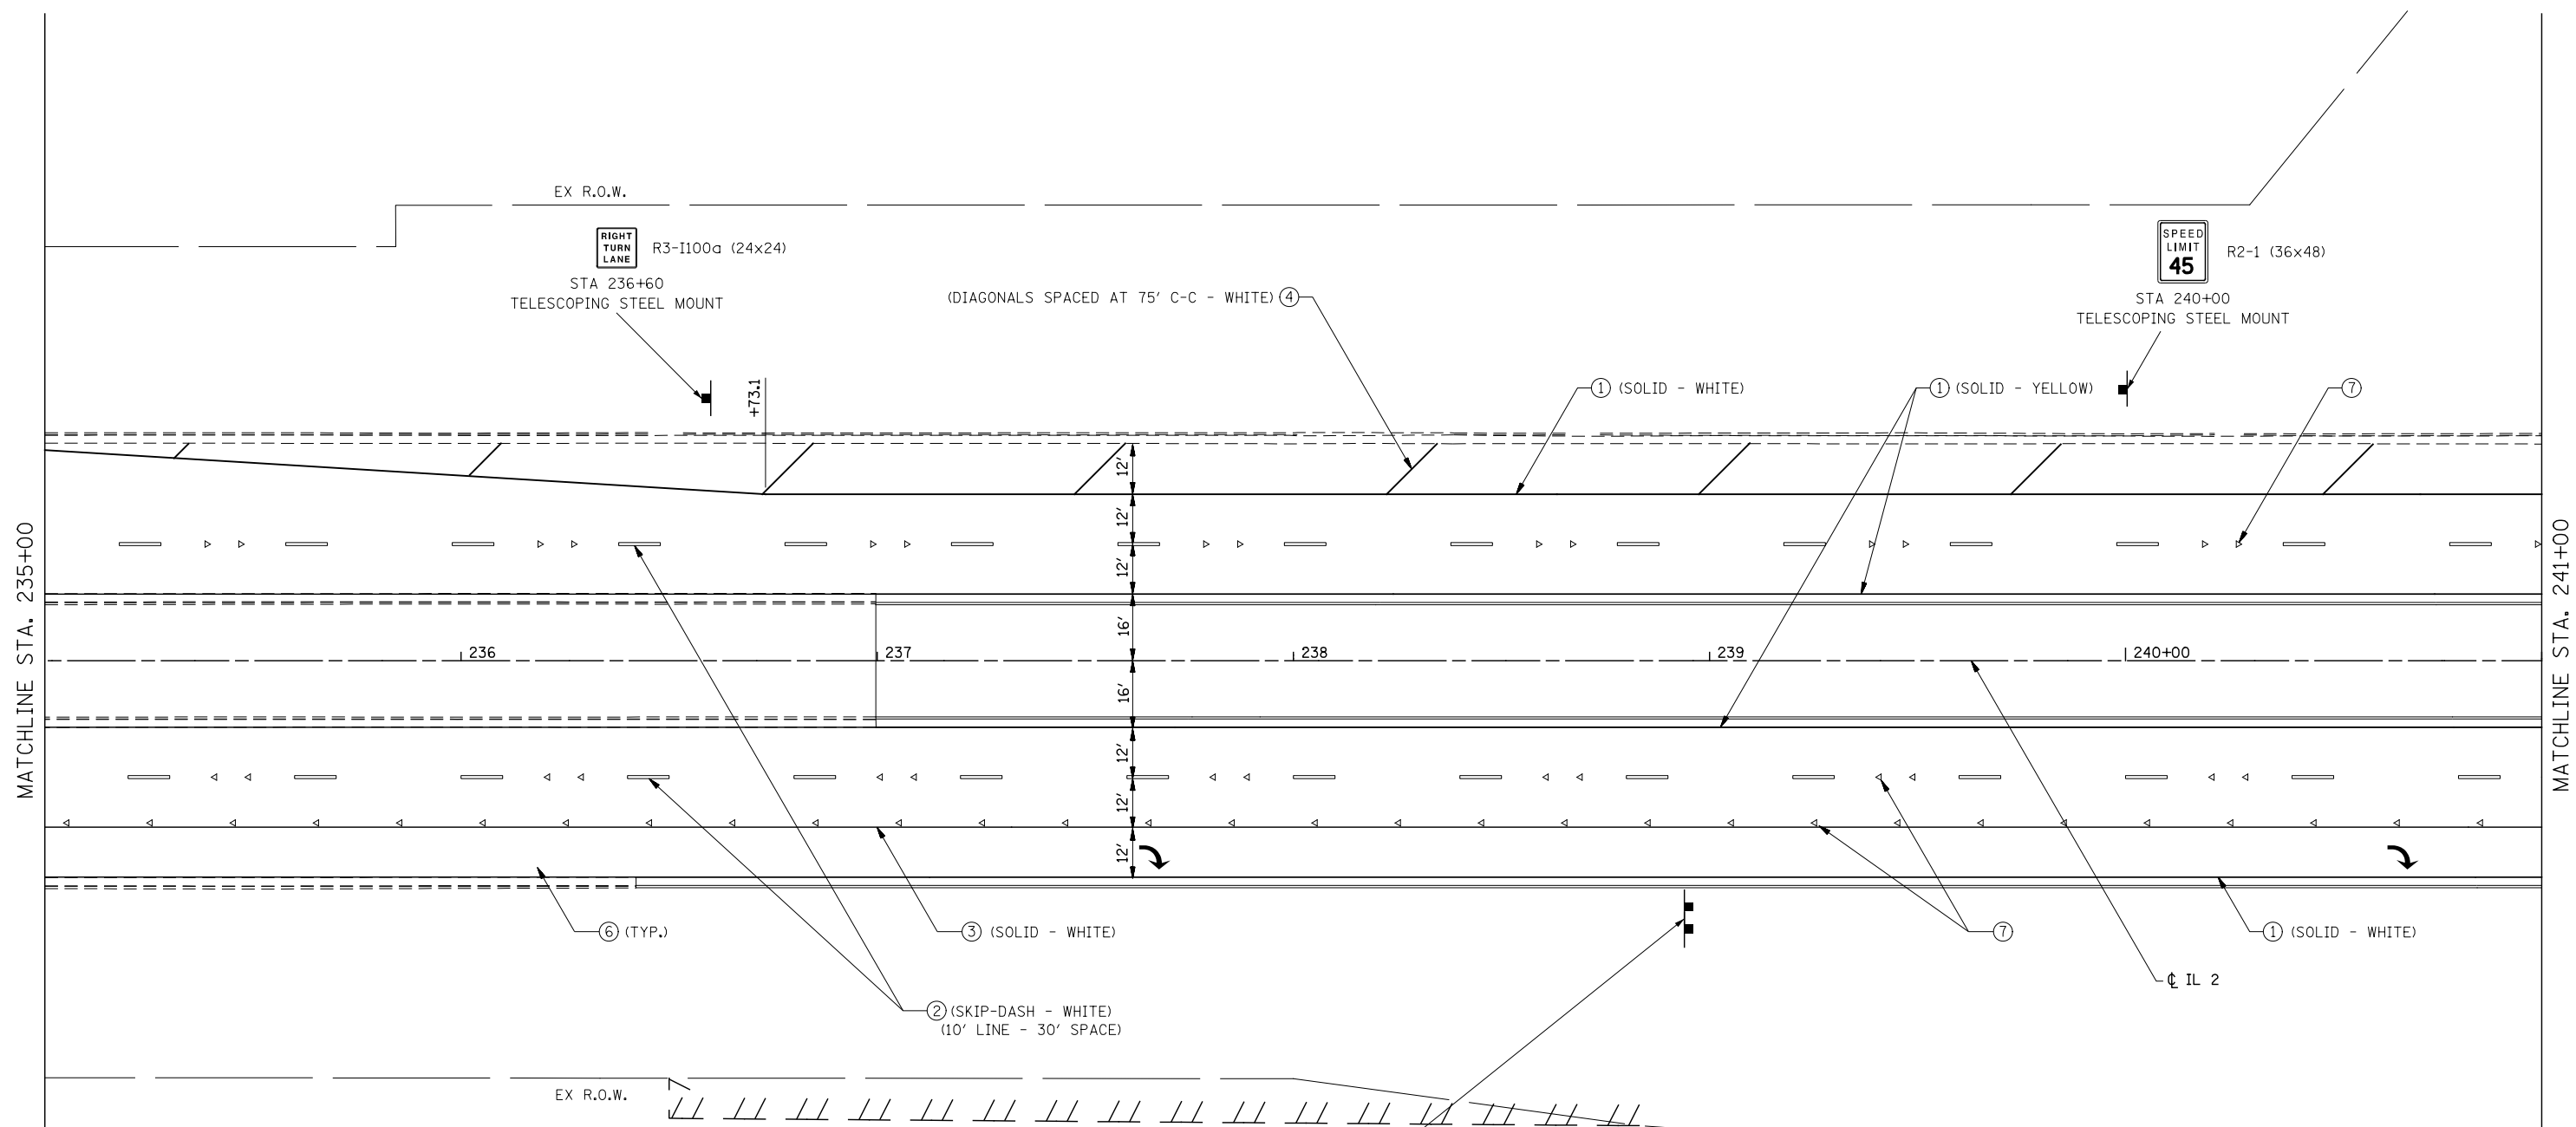 EX R.O.W.
RIGHT
TURN
LANE
R3-I100a (24x24)
STA 236+60
TELESCOPING STEEL MOUNT
SPEED
LIMIT
45
R2-1 (36x48)
STA 240+00
TELESCOPING STEEL MOUNT
(DIAGONALS SPACED AT 75' C-C - WHITE) 4
+73.1
1 (SOLID - WHITE)
1 (SOLID - YELLOW)
7
12'
12'
12'
16'
16'
12'
12'
12'
MATCHLINE STA. 235+00
MATCHLINE STA. 241+00
236
237
238
239
240+00
6 (TYP.)
3 (SOLID - WHITE)
7
1 (SOLID - WHITE)
℄ IL 2
2 (SKIP-DASH - WHITE)
(10' LINE - 30' SPACE)
EX R.O.W.